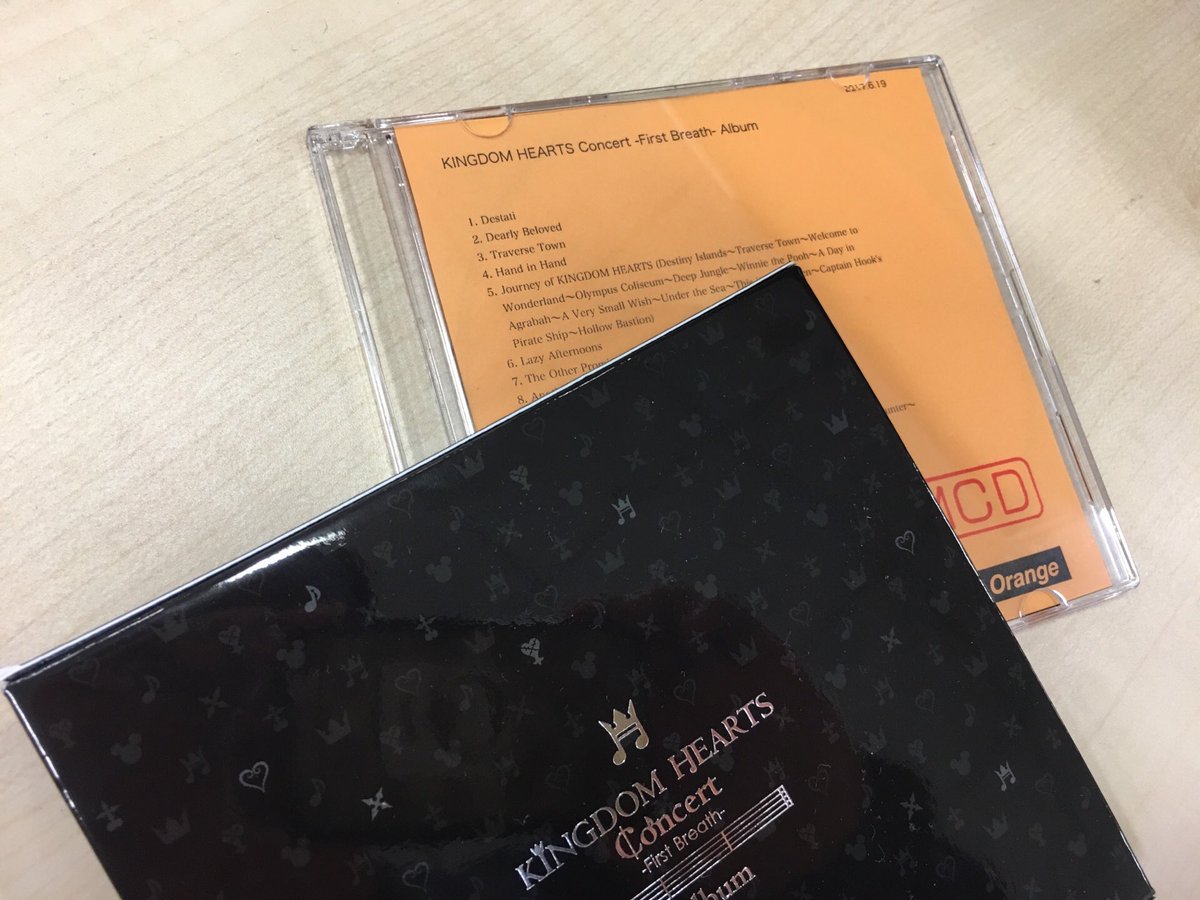 2017.6.19
KINGDOM HEARTS Concert -First Breath- Album
1. Destati
2. Dearly Beloved
3. Traverse Town
4. Hand in Hand
5. Journey of KINGDOM HEARTS (Destiny Islands～Traverse Town～Welcome to
Wonderland～Olympus Coliseum～Deep Jungle～Winnie the Pooh～A Day in
Agrabah～A Very Small Wish～Under the Sea～This ～Captain Hook's
Pirate Ship～Hollow Bastion)
6. Lazy Afternoons
7. The Other
8.
CD
Orange
KINGDOM HEARTS
Concert
-First Breath-